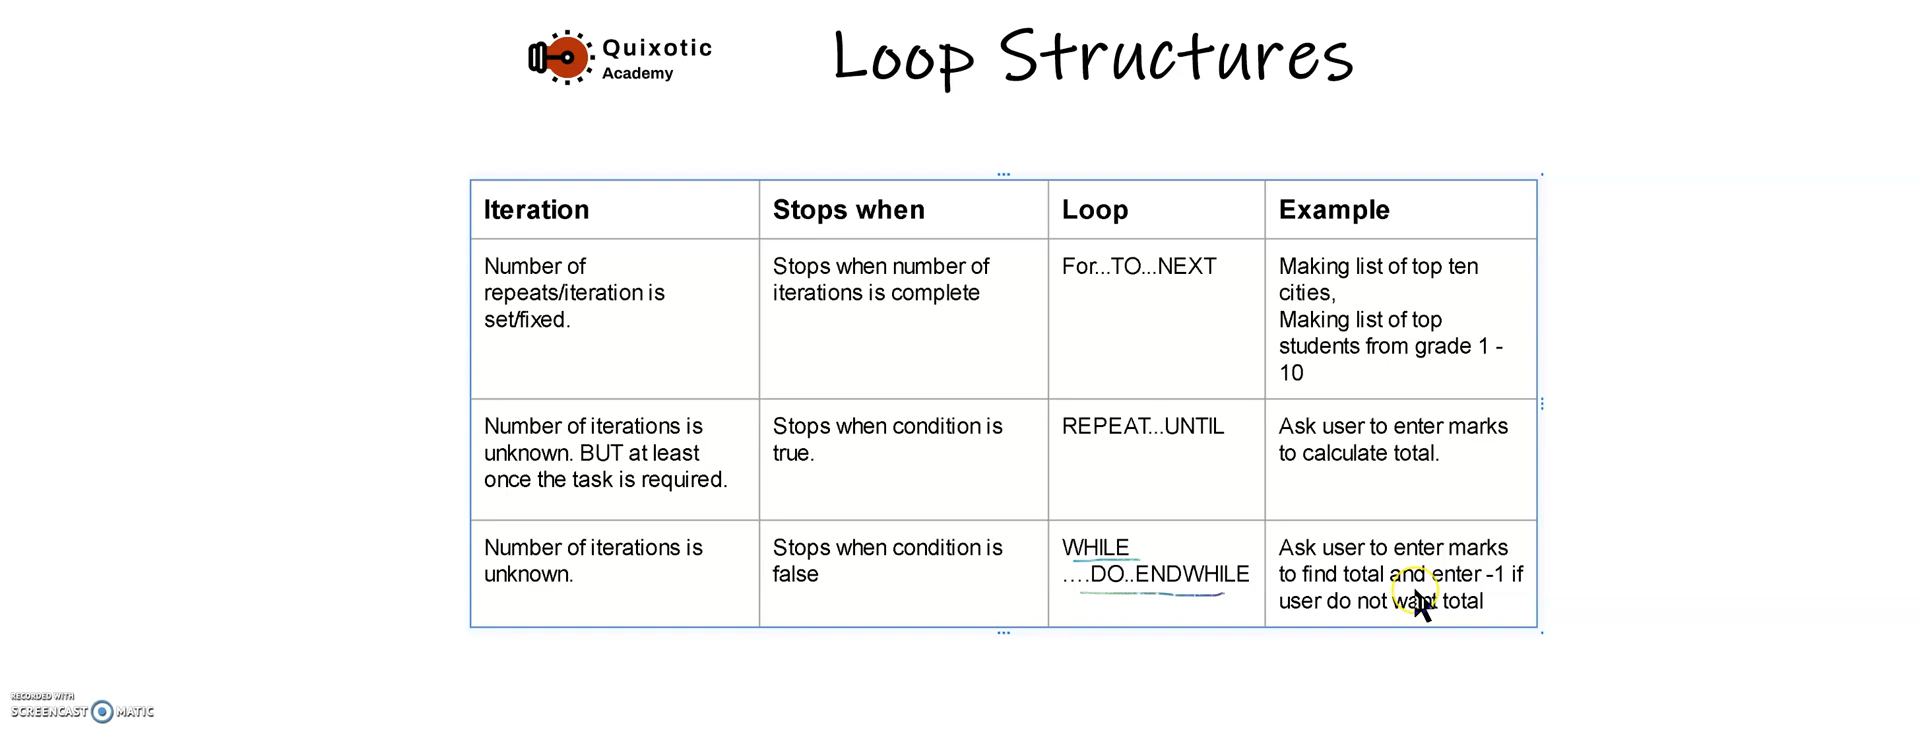 Quixotic
Academy
Loop Structures
Iteration
Stops when
Loop
Example
Number of
repeats/iteration is
set/fixed.
Stops when number of
iterations is complete
For...TO...NEXT
Making list of top ten
cities,
Making list of top
students from grade 1 -
10
Number of iterations is
unknown. BUT at least
once the task is required.
Stops when condition is
true.
REPEAT...UNTIL
Ask user to enter marks
to calculate total.
Number of iterations is
unknown.
Stops when condition is
false
WHILE
....DO..ENDWHILE
Ask user to enter marks
to find total and enter -1 if
user do not want total
RECORDED WITH
SCREENCAST MATIC